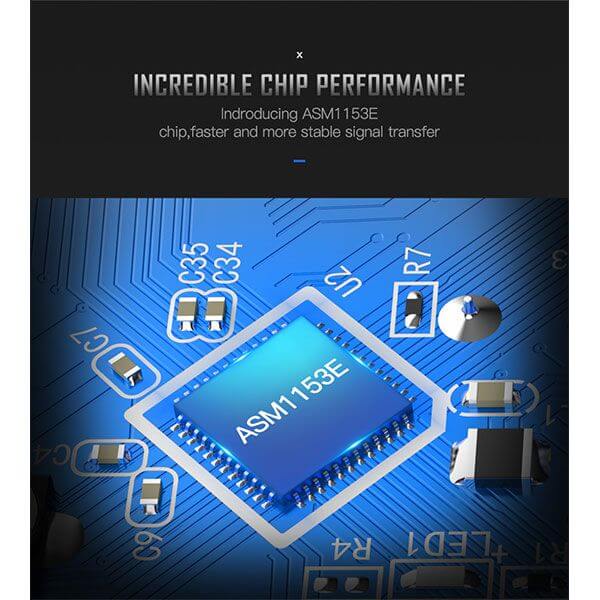 x
INCREDIBLE CHIP PERFORMANCE
Indroducing ASM1153E
chip,faster and more stable signal transfer
C35
C34
U2
R7
C7
ASM1153E
C4
C9
R4
+LED1
R1